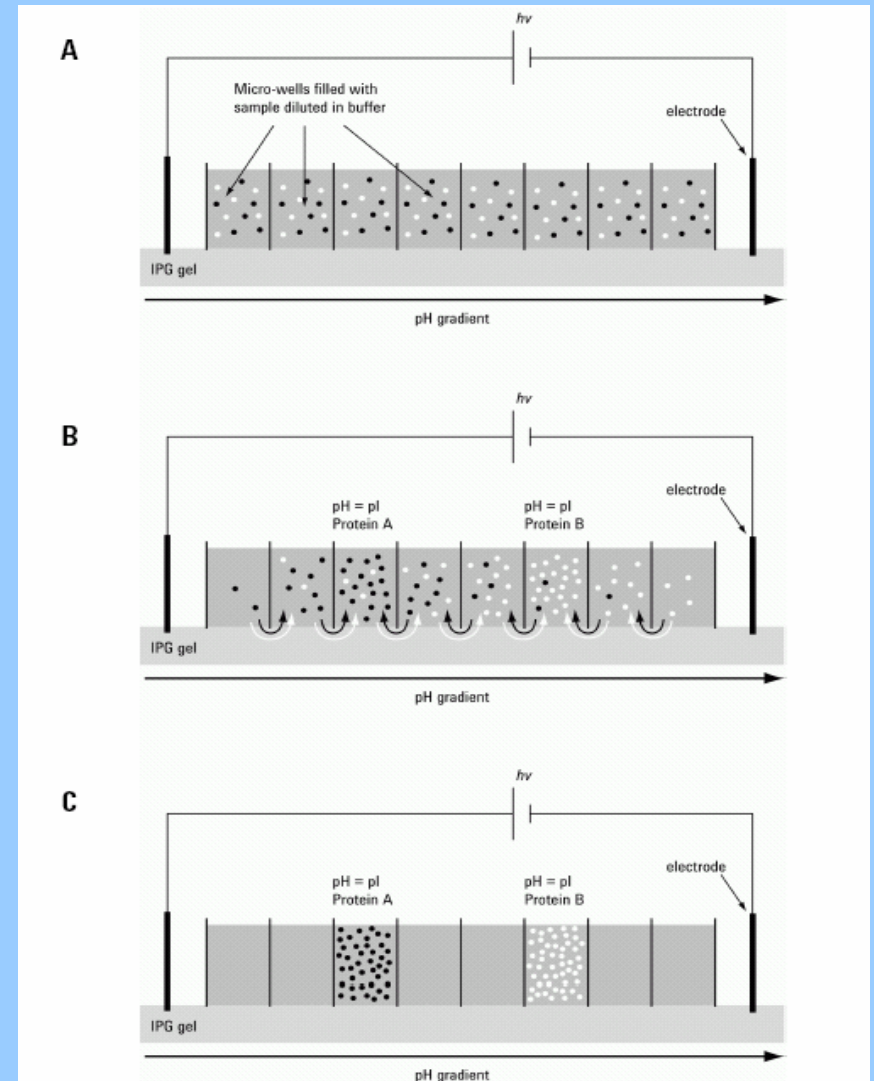 A
hv
Micro-wells filled with
sample diluted in buffer
electrode
IPG gel
pH gradient
B
hv
electrode
pH = pI
Protein A
pH = pI
Protein B
IPG gel
pH gradient
C
hv
electrode
pH = pI
Protein A
pH = pI
Protein B
IPG gel
pH gradient